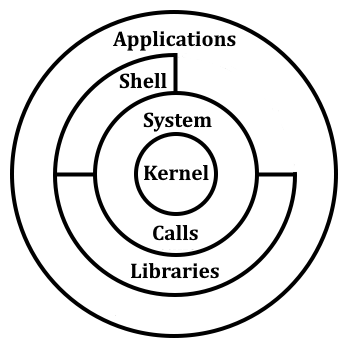 Applications
Shell
System
Kernel
Calls
Libraries